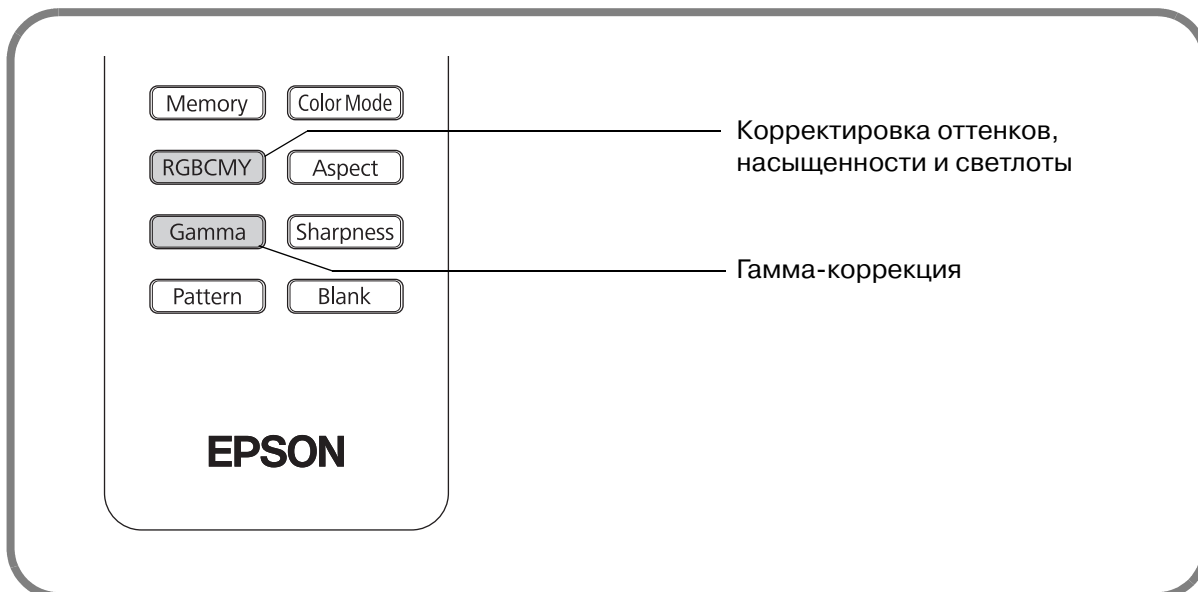 Memory Color Mode
RGBCMY Aspect
Gamma Sharpness
Pattern Blank
EPSON
Корректировка оттенков,
насыщенности и светлоты
Гамма-коррекция